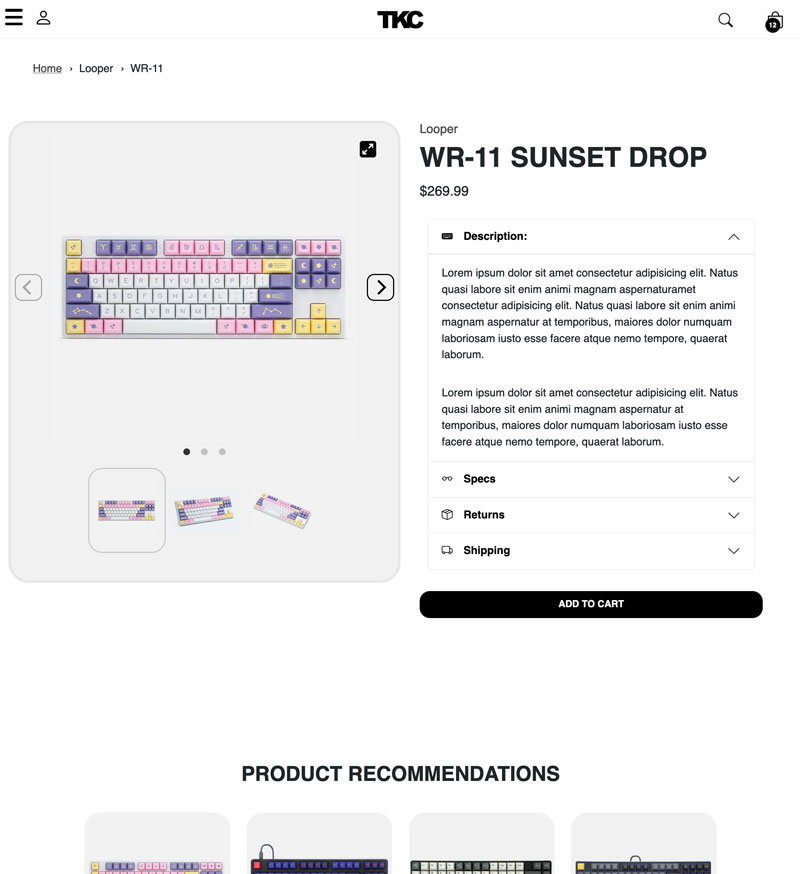 TKC
12
Home › Looper › WR-11
Looper
WR-11 SUNSET DROP
$269.99
Description:
Lorem ipsum dolor sit amet consectetur adipisicing elit. Natus
quasi labore sit enim animi magnam aspernaturamet
consectetur adipisicing elit. Natus quasi labore sit enim animi
magnam aspernatur at temporibus, maiores dolor numquam
laboriosam iusto esse facere atque nemo tempore, quaerat
laborum.
Lorem ipsum dolor sit amet consectetur adipisicing elit. Natus
quasi labore sit enim animi magnam aspernatur at
temporibus, maiores dolor numquam laboriosam iusto esse
facere atque nemo tempore, quaerat laborum.
Specs
Returns
Shipping
ADD TO CART
Q W E R T Y U I O P
A S D F G H J K L
Z X C V B N M
PRODUCT RECOMMENDATIONS